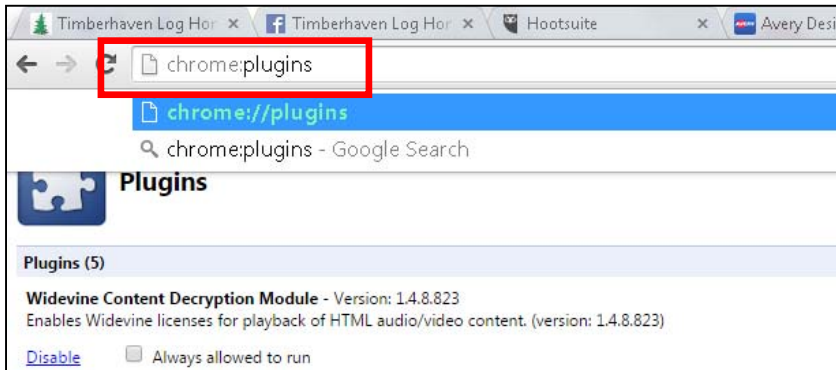 Timberhaven Log Hor Timberhaven Log Hor Hootsuite Avery Desi
chrome:plugins
chrome://plugins
chrome:plugins - Google Search
Plugins
Plugins (5)
Widevine Content Decryption Module - Version: 1.4.8.823
Enables Widevine licenses for playback of HTML audio/video content. (version: 1.4.8.823)
Disable Always allowed to run